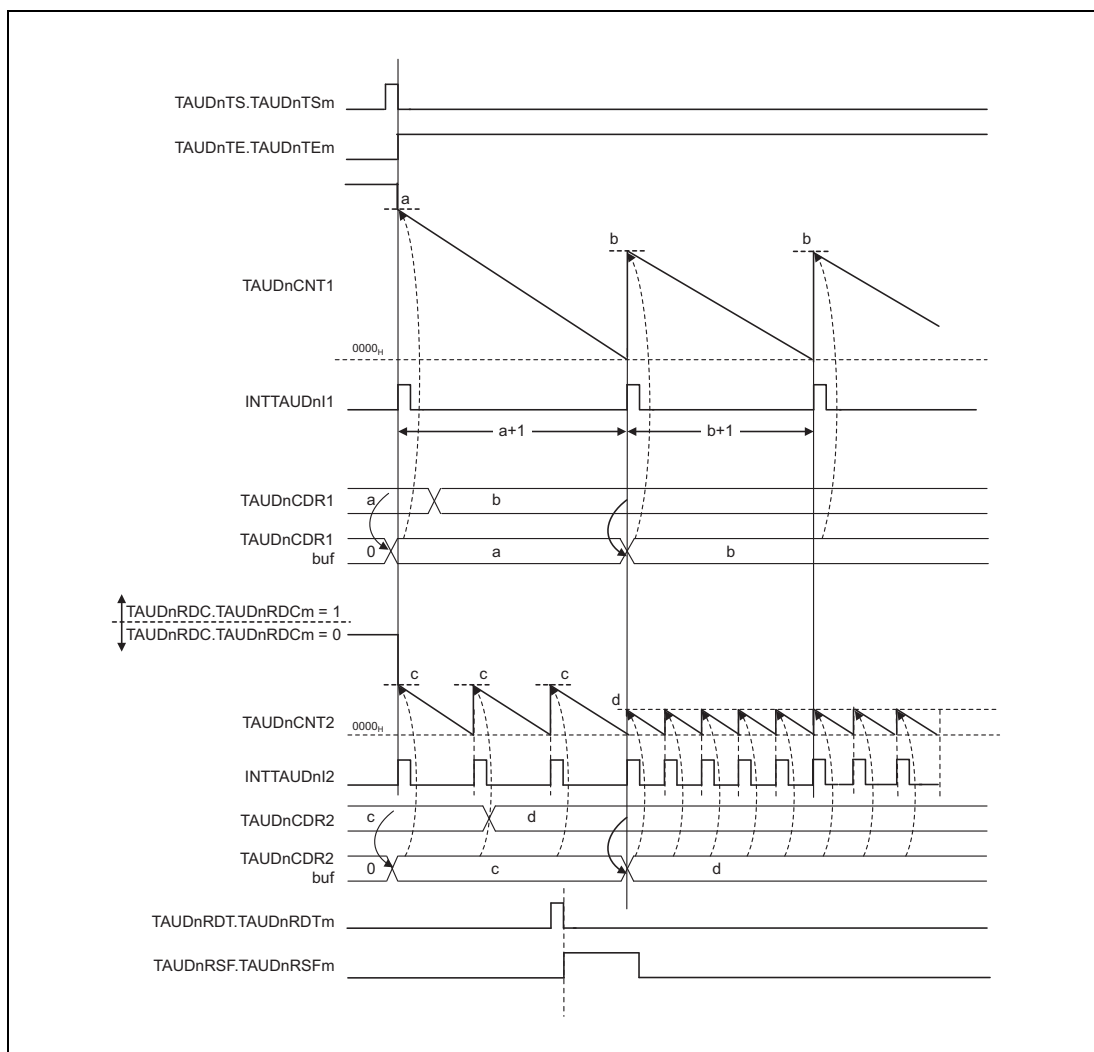 TAUDnTS.TAUDnTSm
TAUDnTE.TAUDnTEm
a
b
b
TAUDnCNT1
0000H
INTTAUDnI1
a+1
b+1
TAUDnCDR1
a
b
TAUDnCDR1
buf
0
a
b
TAUDnRDC.TAUDnRDCm = 1
TAUDnRDC.TAUDnRDCm = 0
c
c
c
d
TAUDnCNT2
0000H
INTTAUDnI2
TAUDnCDR2
c
d
TAUDnCDR2
buf
0
c
d
TAUDnRDT.TAUDnRDTm
TAUDnRSF.TAUDnRSFm